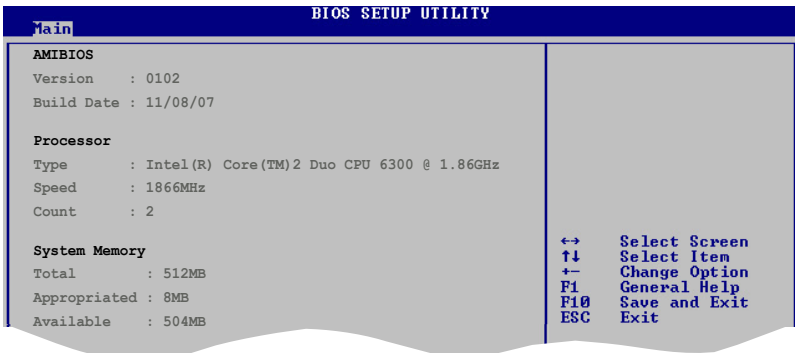 BIOS SETUP UTILITY
Main
AMIBIOS
Version : 0102
Build Date : 11/08/07
Processor
Type : Intel(R) Core(TM)2 Duo CPU 6300 @ 1.86GHz
Speed : 1866MHz
Count : 2
System Memory
Total : 512MB
Appropriated : 8MB
Available : 504MB
←→ Select Screen
↑↓ Select Item
+- Change Option
F1 General Help
F10 Save and Exit
ESC Exit